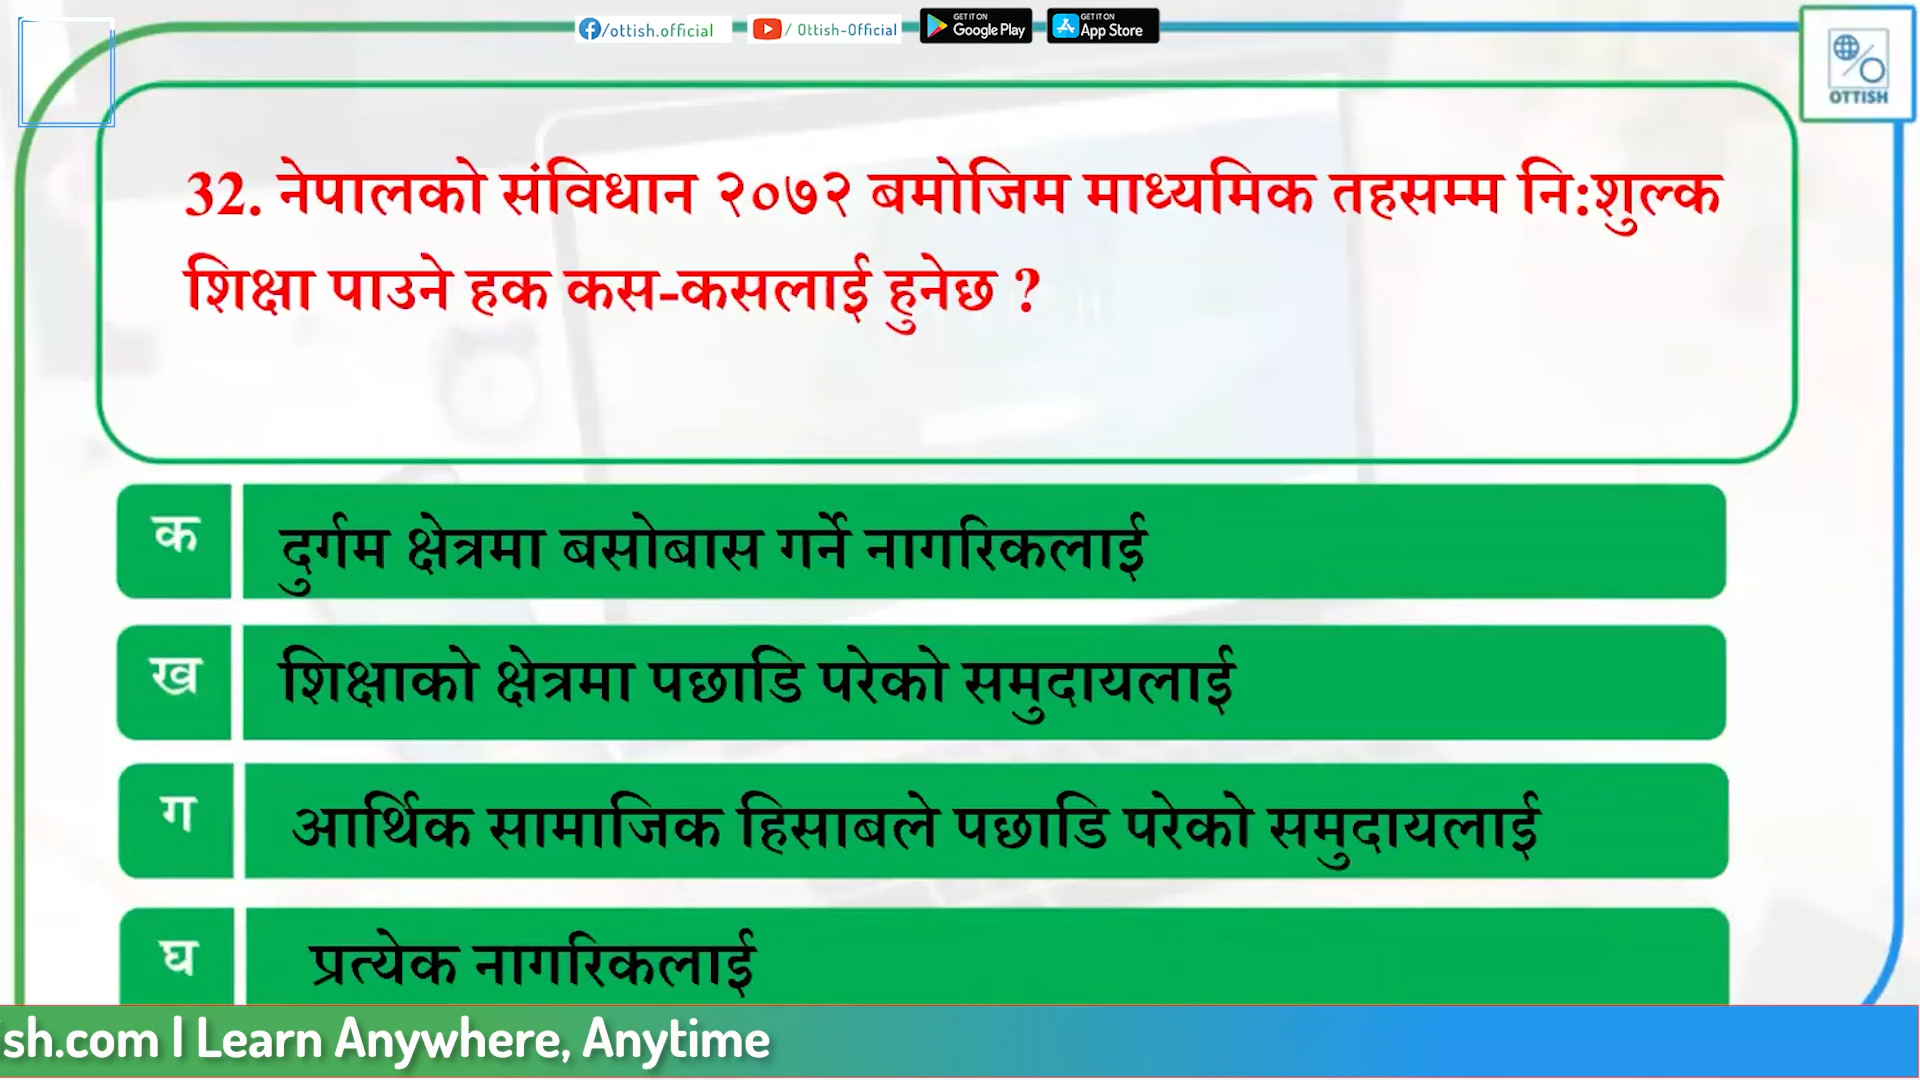 /ottish.official
/ Ottish-Official
GET IT ON
Google Play
GET IT ON
App Store
OTTISH
32. नेपालको संविधान २०७२ बमोजिम माध्यमिक तहसम्म नि:शुल्क
शिक्षा पाउने हक कस-कसलाई हुनेछ ?
क दुर्गम क्षेत्रमा बसोबास गर्ने नागरिकलाई
ख शिक्षाको क्षेत्रमा पछाडि परेको समुदायलाई
ग आर्थिक सामाजिक हिसाबले पछाडि परेको समुदायलाई
घ प्रत्येक नागरिकलाई
sh.com | Learn Anywhere, Anytime